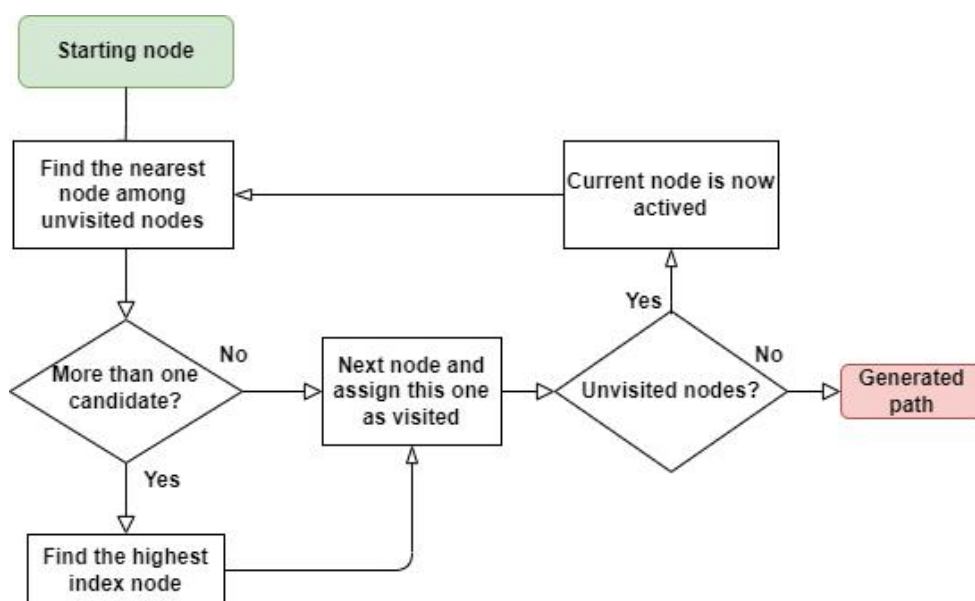 Starting node
Find the nearest
node among
unvisited nodes
Current node is now
actived
More than one
candidate?
No
Yes
Next node and
assign this one
as visited
Yes
Unvisited nodes?
No
Generated
path
Find the highest
index node